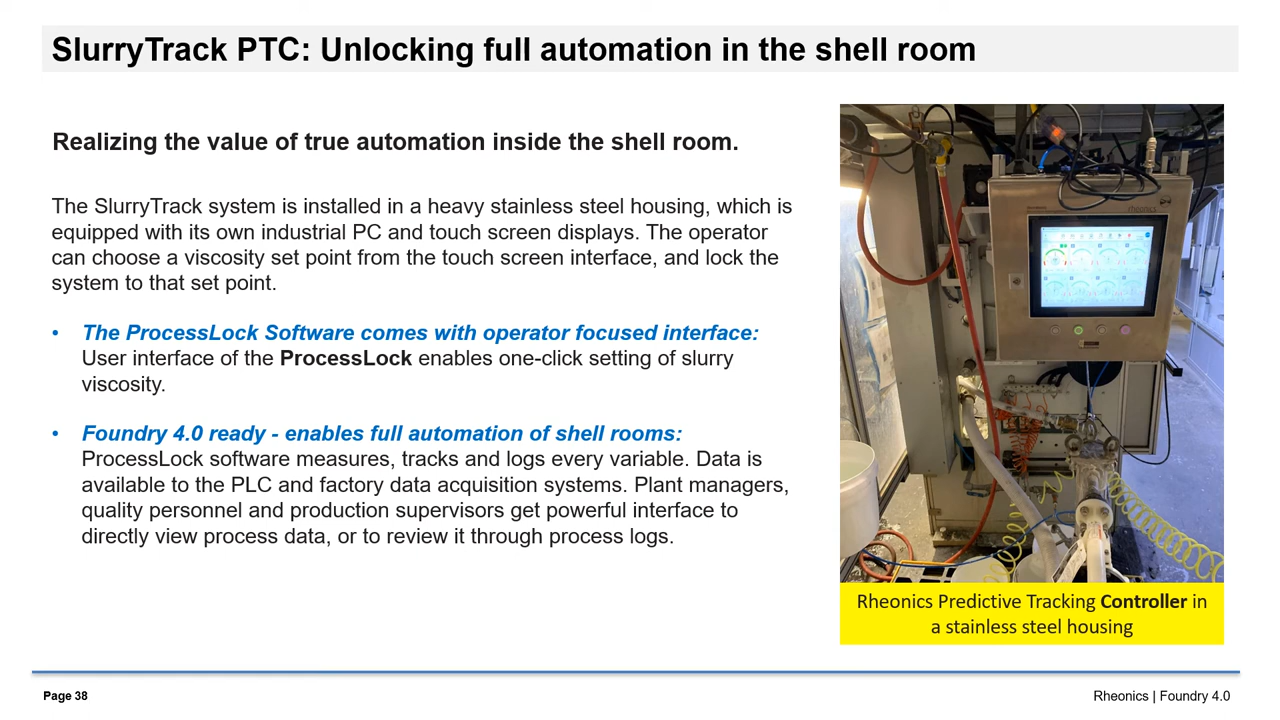 SlurryTrack PTC: Unlocking full automation in the shell room
Realizing the value of true automation inside the shell room.
The SlurryTrack system is installed in a heavy stainless steel housing, which is
equipped with its own industrial PC and touch screen displays. The operator
can choose a viscosity set point from the touch screen interface, and lock the
system to that set point.
• The ProcessLock Software comes with operator focused interface:
User interface of the ProcessLock enables one-click setting of slurry
viscosity.
• Foundry 4.0 ready - enables full automation of shell rooms:
ProcessLock software measures, tracks and logs every variable. Data is
available to the PLC and factory data acquisition systems. Plant managers,
quality personnel and production supervisors get powerful interface to
directly view process data, or to review it through process logs.
rheonics
Rheonics Predictive Tracking Controller in
a stainless steel housing
Page 38
Rheonics | Foundry 4.0